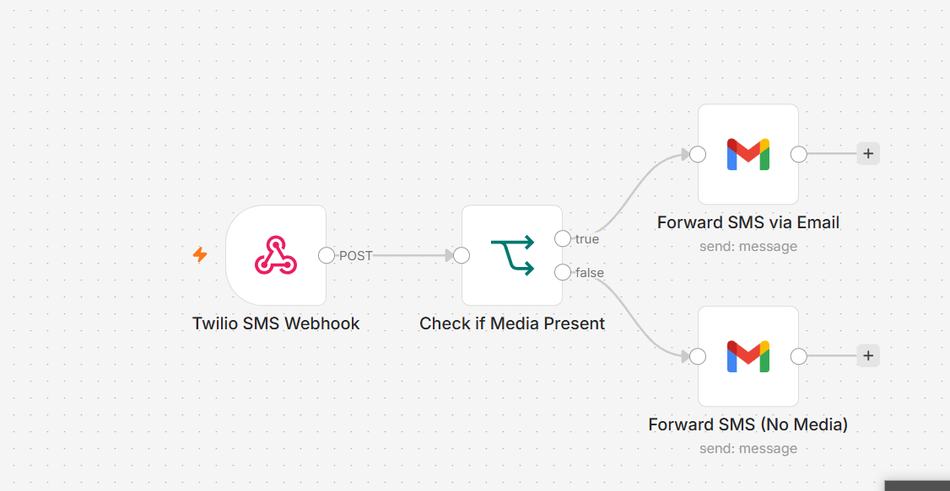 Forward SMS via Email
send: message
POST
true
false
Twilio SMS Webhook
Check if Media Present
Forward SMS (No Media)
send: message